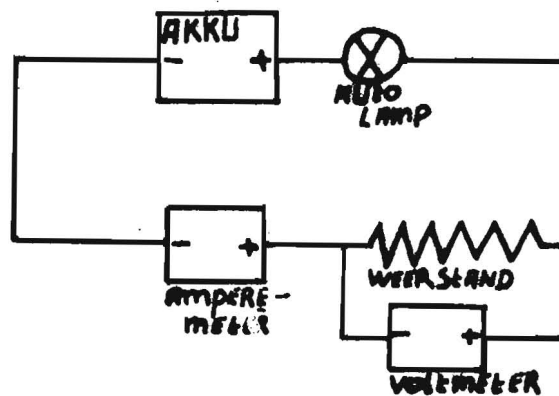 AKKU
- +
AUTO
LAMP
- +
AMPERE-
METER
WEERSTAND
- +
VOLTMETER